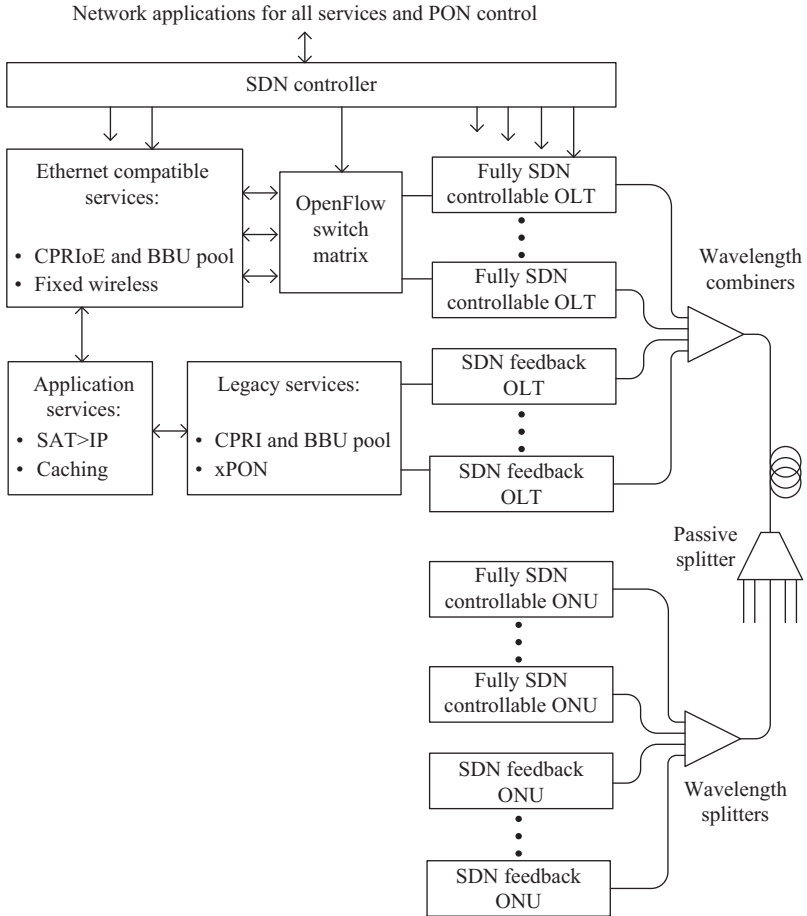 Network applications for all services and PON control
SDN controller
Ethernet compatible
services:
• CPRIoE and BBU pool
• Fixed wireless
OpenFlow
switch
matrix
Fully SDN
controllable OLT
Fully SDN
controllable OLT
Wavelength
combiners
Application
services:
• SAT>IP
• Caching
Legacy services:
• CPRI and BBU pool
• xPON
SDN feedback
OLT
SDN feedback
OLT
Passive
splitter
Fully SDN
controllable ONU
Fully SDN
controllable ONU
SDN feedback
ONU
Wavelength
splitters
SDN feedback
ONU